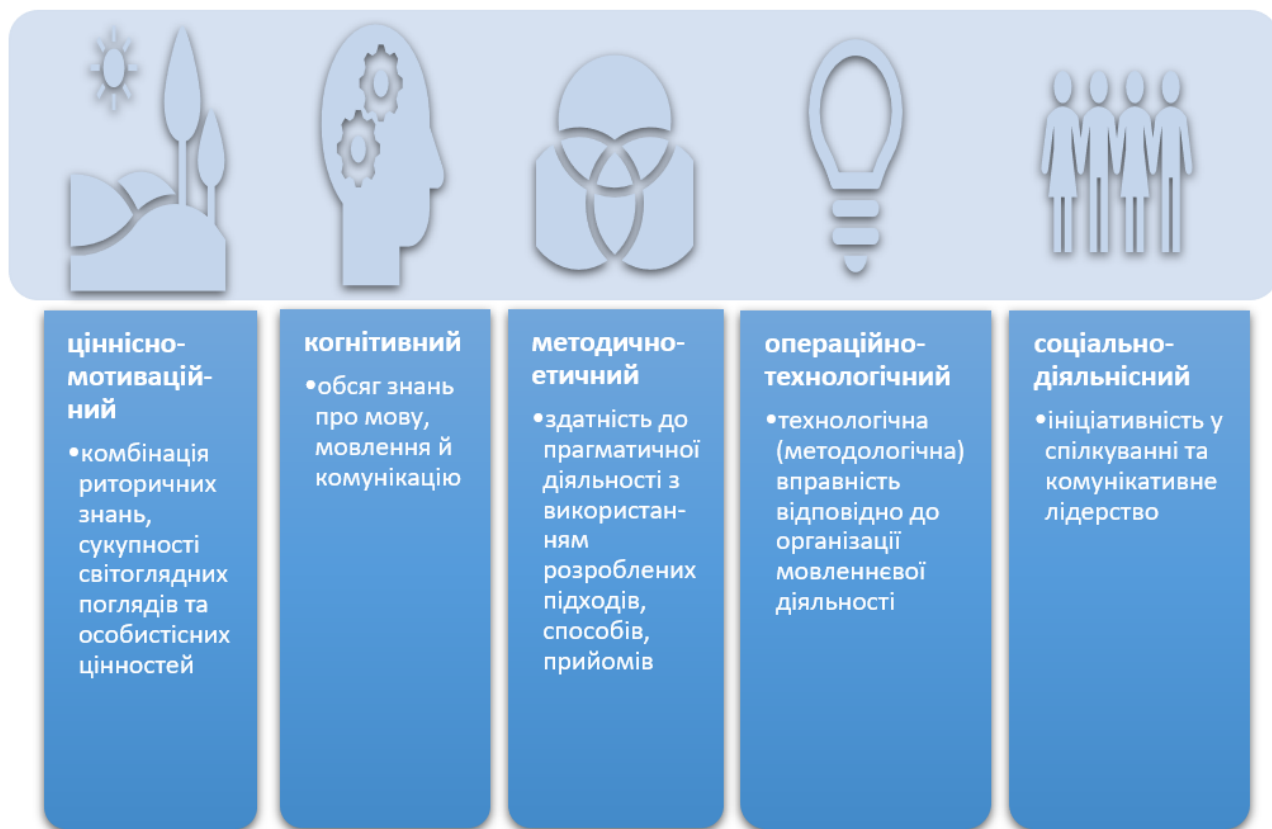 ціннісно-
мотивацій-
ний
•комбінація
риторичних
знань,
сукупності
світоглядних
поглядів та
особистісних
цінностей
когнітивний
•обсяг знань
про мову,
мовлення й
комунікацію
методично-
етичний
•здатність до
прагматичної
діяльності з
використан-
ням
розроблених
підходів,
способів,
прийомів
операційно-
технологічний
•технологічна
(методологічна)
вправність
відповідно до
організації
мовленнєвої
діяльності
соціально-
діяльнісний
•ініціативність у
спілкуванні та
комунікативне
лідерство